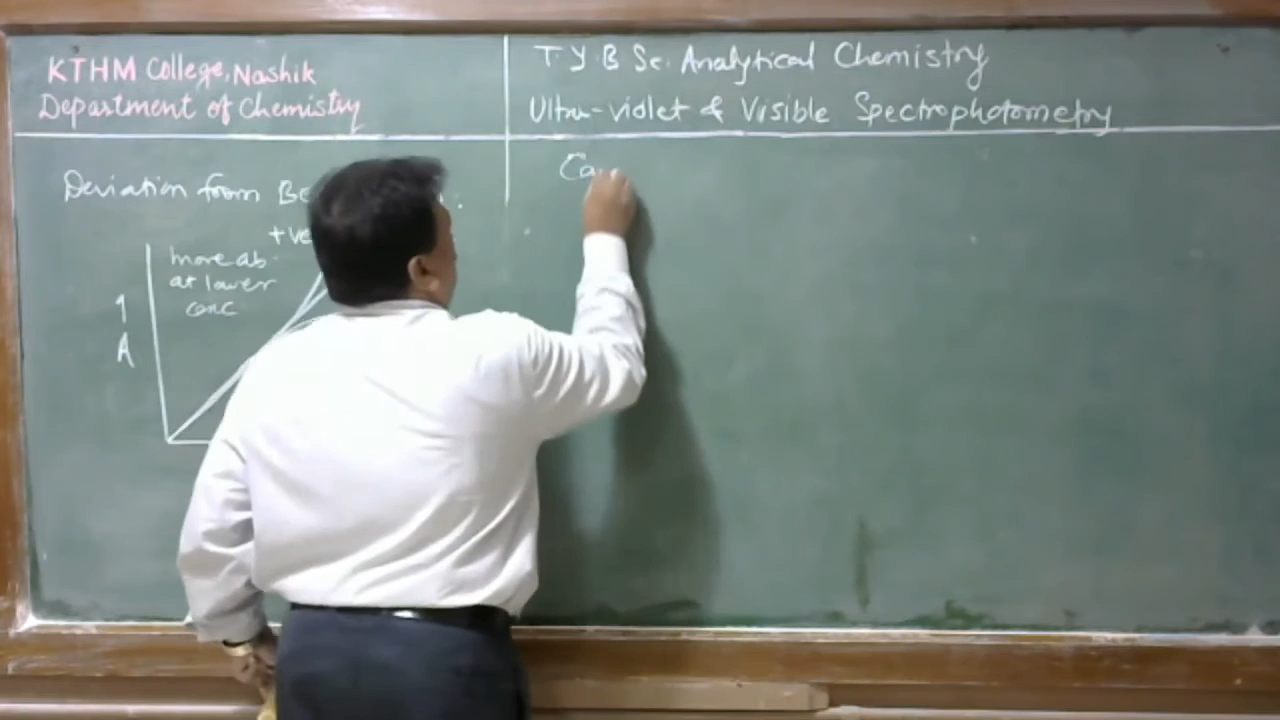 KTHM College, Nashik
Department of Chemistry
T.Y.B Sc. Analytical Chemistry
Ultra-violet & Visible Spectrophotometry
Deviation from
+ve
more ab.
at lower
conc
A